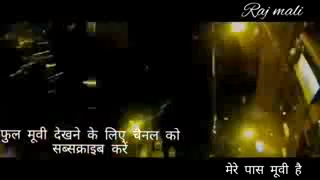 Raj mali
फुल मूवी देखने के लिए चैनल को
सब्सक्राइब करें
मेरे पास मूवी है